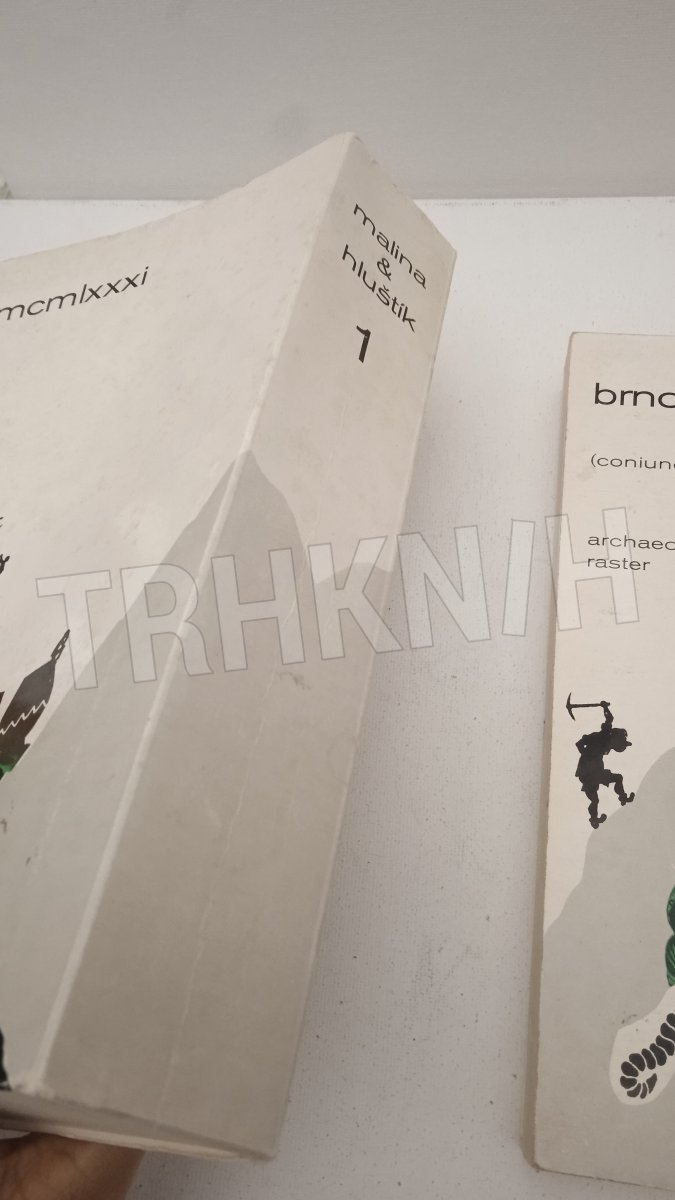 mcmlxxxi
malina
&
hluštik
1
brno
(coniun
archaeo
raster
TRHKNIH